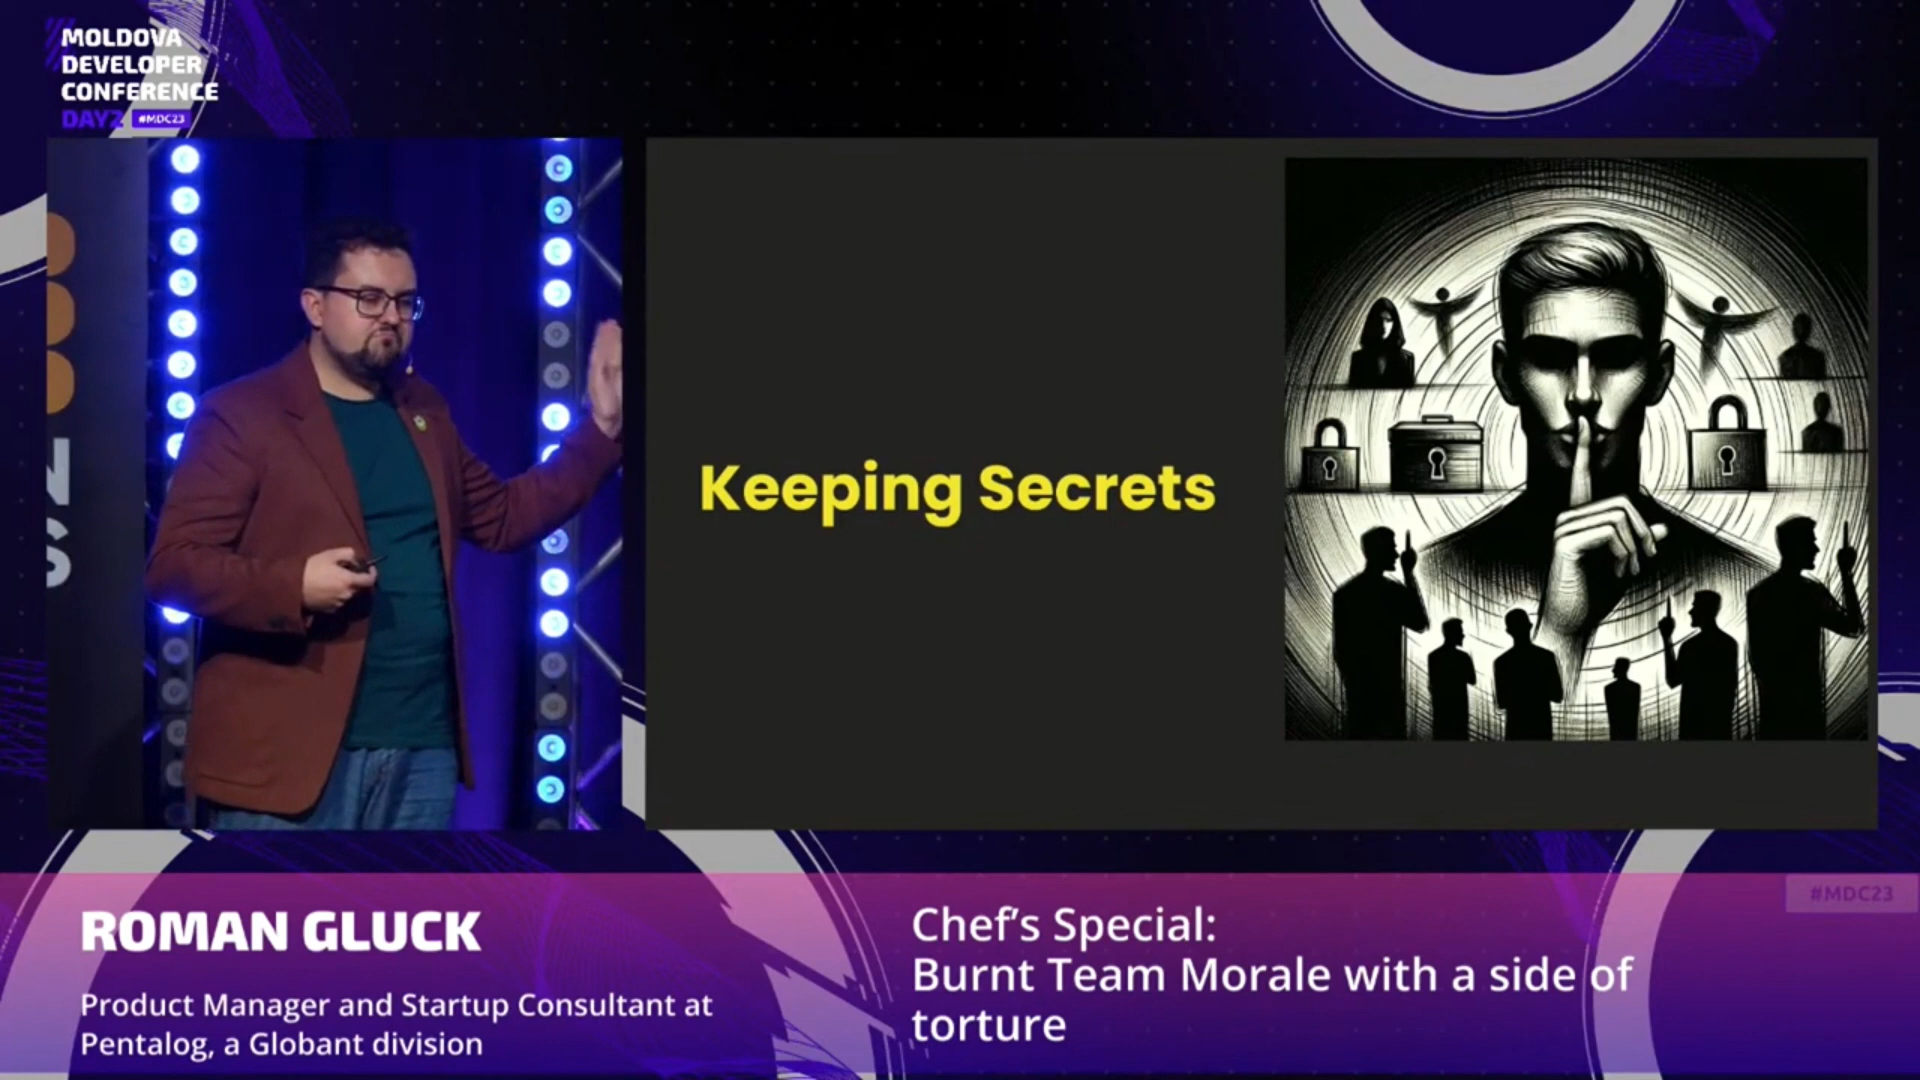 MOLDOVA
DEVELOPER
CONFERENCE
DAY2 #MDC23
N
S
Keeping Secrets
#MDC23
ROMAN GLUCK
Product Manager and Startup Consultant at
Pentalog, a Globant division
Chef’s Special:
Burnt Team Morale with a side of
torture